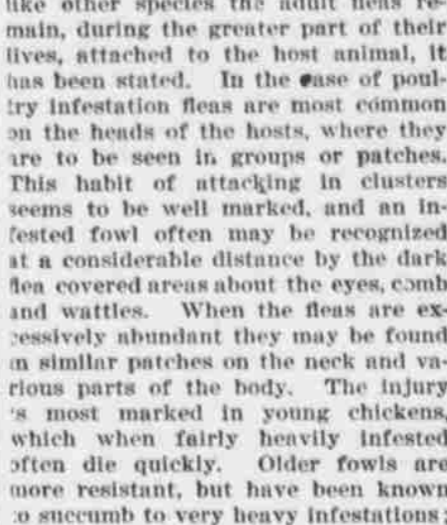 like other species the adult fleas re-
main, during the greater part of their
lives, attached to the host animal, it
has been stated. In the case of poul-
try infestation fleas are most common
on the heads of the hosts, where they
are to be seen in groups or patches.
This habit of attacking in clusters
seems to be well marked, and an in-
fested fowl often may be recognized
at a considerable distance by the dark
flea covered areas about the eyes, comb
and wattles. When the fleas are ex-
cessively abundant they may be found
in similar patches on the neck and va-
rious parts of the body. The injury
is most marked in young chickens,
which when fairly heavily infested
often die quickly. Older fowls are
more resistant, but have been known
to succumb to very heavy infestations.